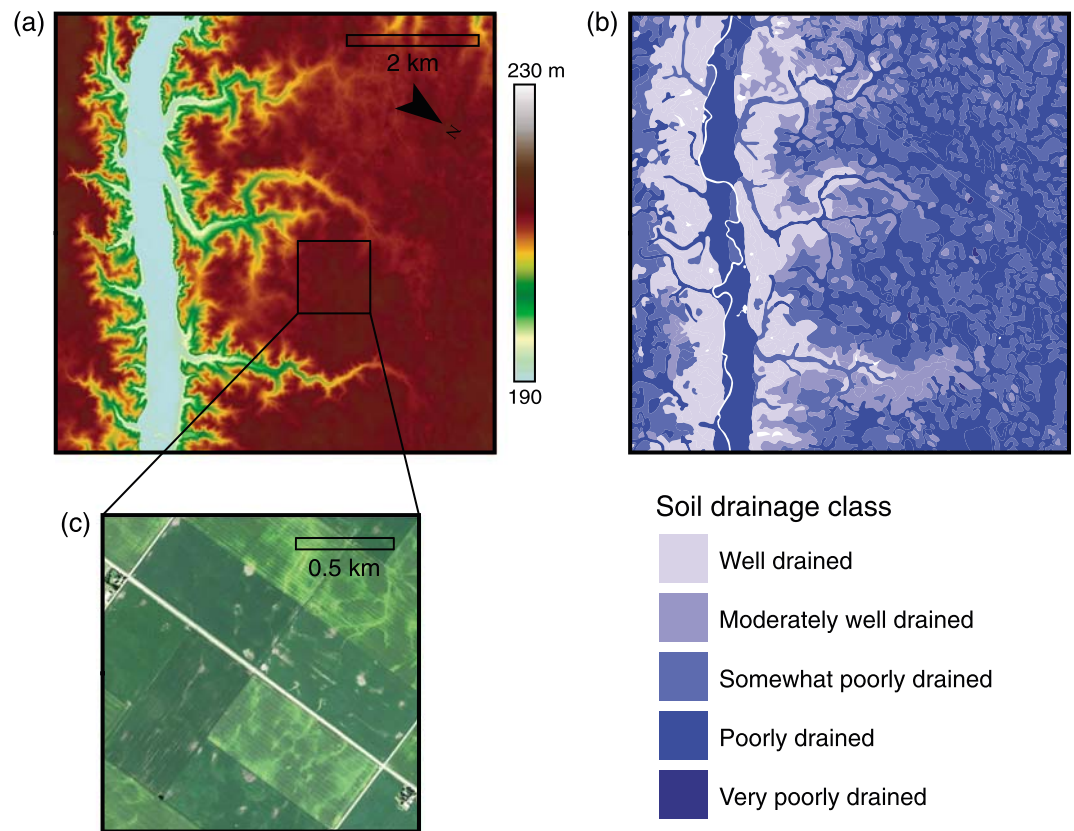 (a)
2 km
N
230 m
190
(b)
(c)
0.5 km
Soil drainage class
Well drained
Moderately well drained
Somewhat poorly drained
Poorly drained
Very poorly drained